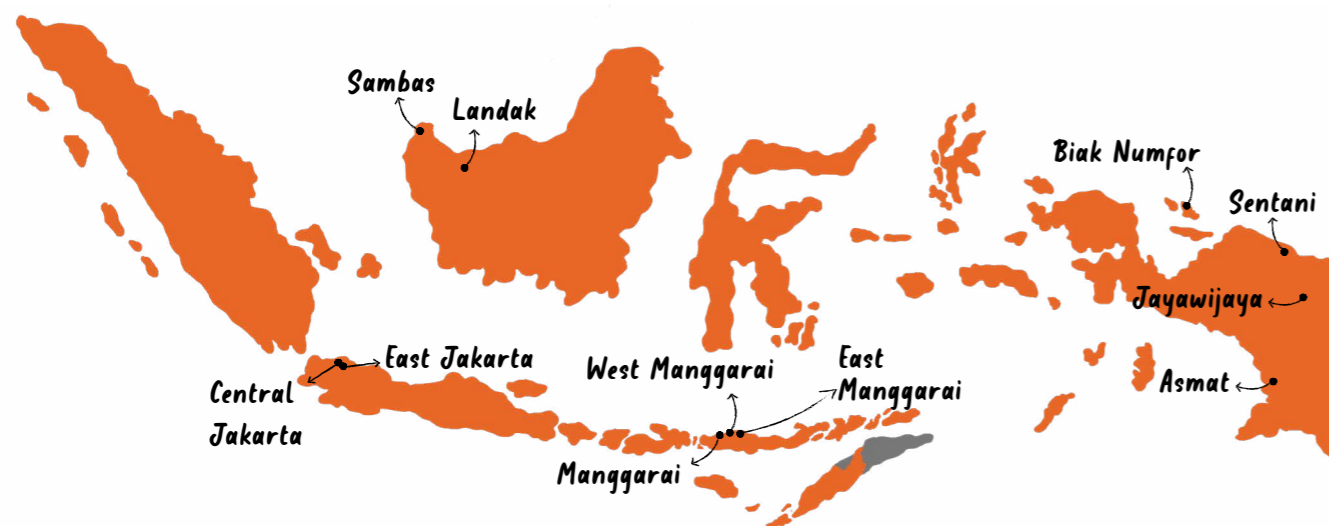 Sambas
Landak
Biak Numfor
Sentani
Jayawijaya
East Jakarta
West Manggarai
East
Manggarai
Asmat
Central
Jakarta
Manggarai